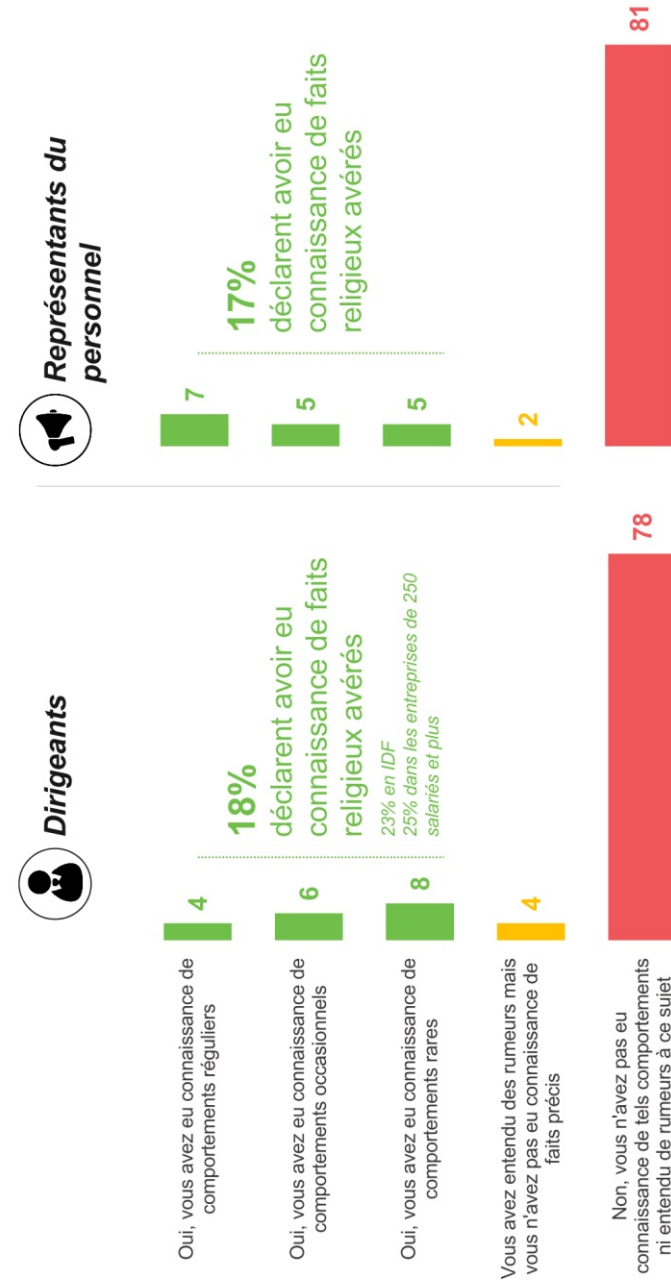 Dirigeants
Représentants du
personnel
Oui, vous avez eu connaissance de
comportements réguliers
4
7
Oui, vous avez eu connaissance de
comportements occasionnels
6
5
Oui, vous avez eu connaissance de
comportements rares
8
5
18%
déclarent avoir eu
connaissance de faits
religieux avérés
23% en IDF
25% dans les entreprises de 250
salariés et plus
17%
déclarent avoir eu
connaissance de faits
religieux avérés
Vous avez entendu des rumeurs mais
vous n'avez pas eu connaissance de
faits précis
4
2
Non, vous n'avez pas eu
connaissance de tels comportements
ni entendu de rumeurs à ce sujet
78
81